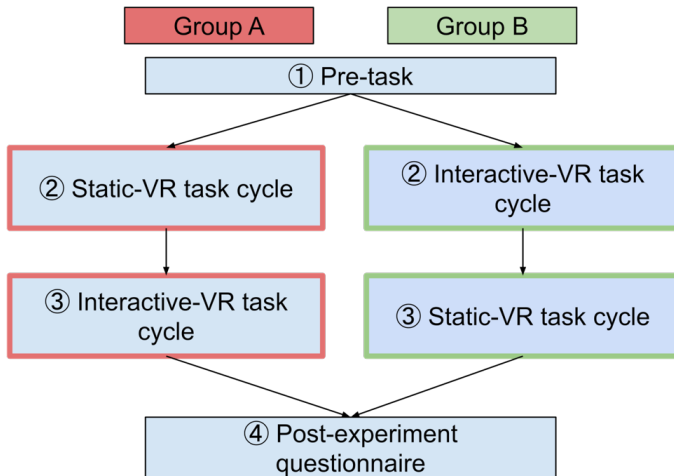 Group A
Group B
① Pre-task
② Static-VR task cycle
② Interactive-VR task
cycle
③ Interactive-VR task
cycle
③ Static-VR task cycle
④ Post-experiment
questionnaire